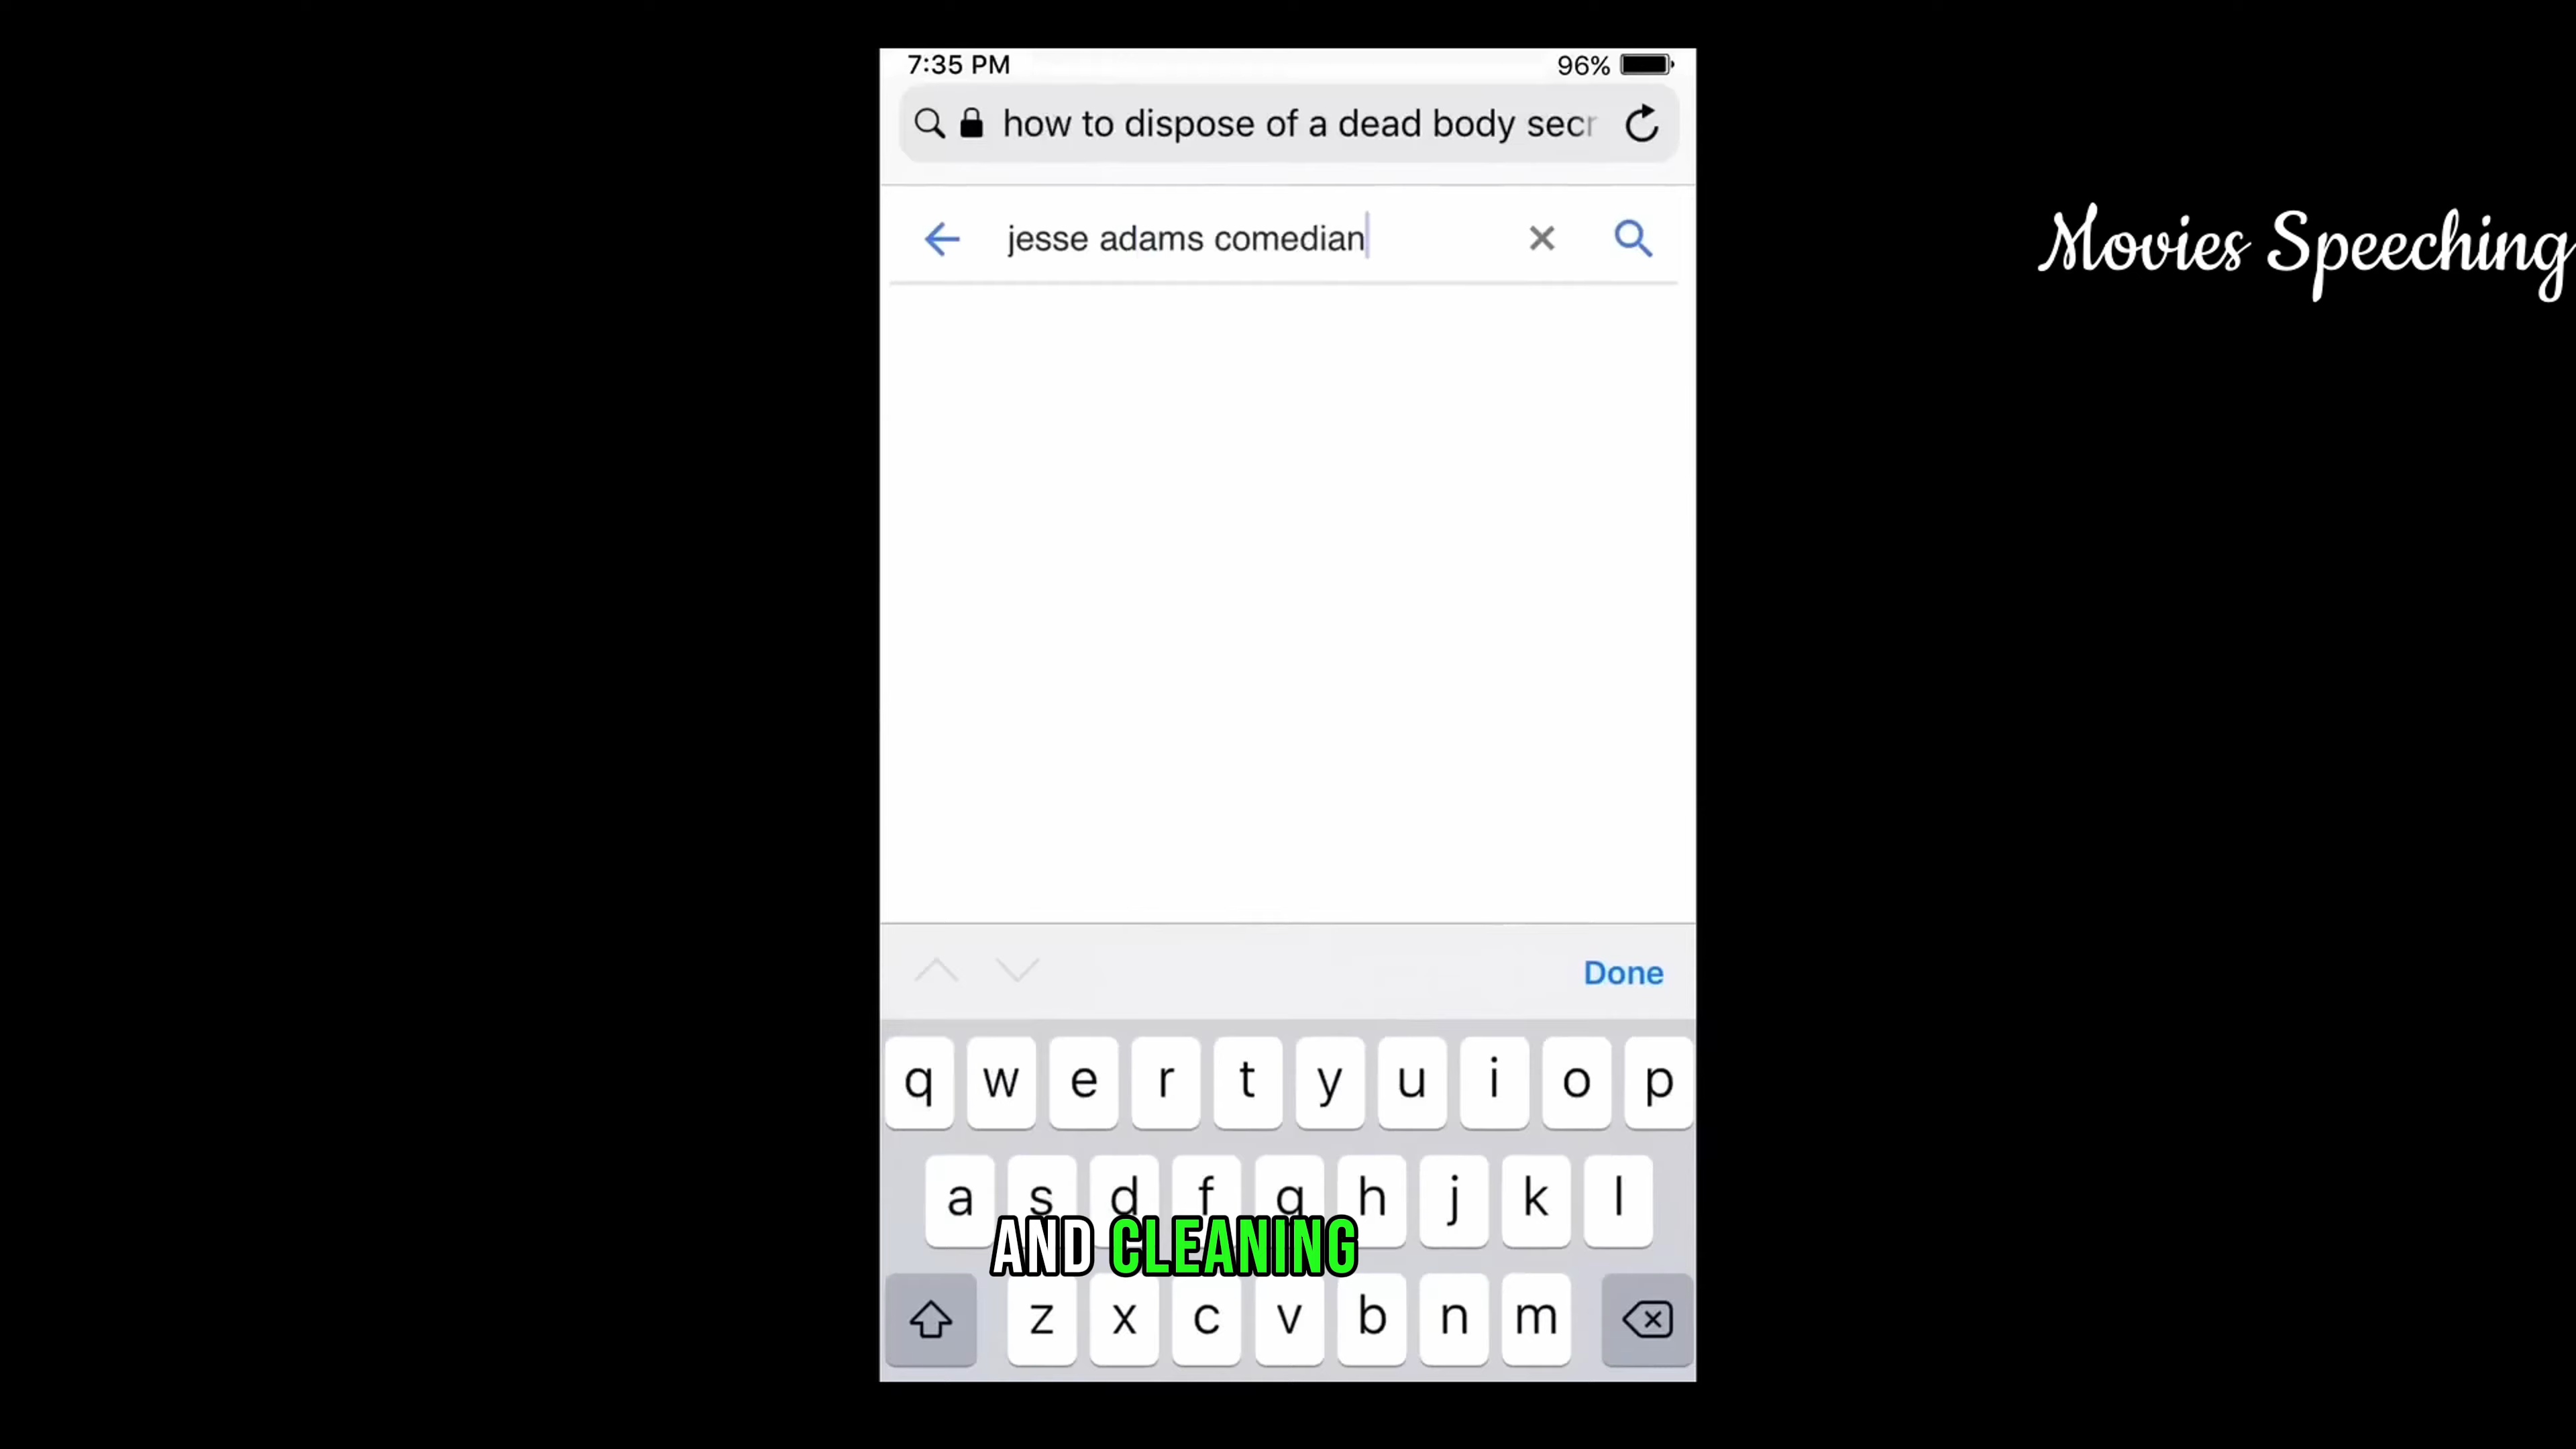 7:35 PM 96%
how to dispose of a dead body secr
jesse adams comedian
Movies Speeching
Done
q w e r t y u i o p
a s d f g h j k l
AND CLEANING
z x c v b n m